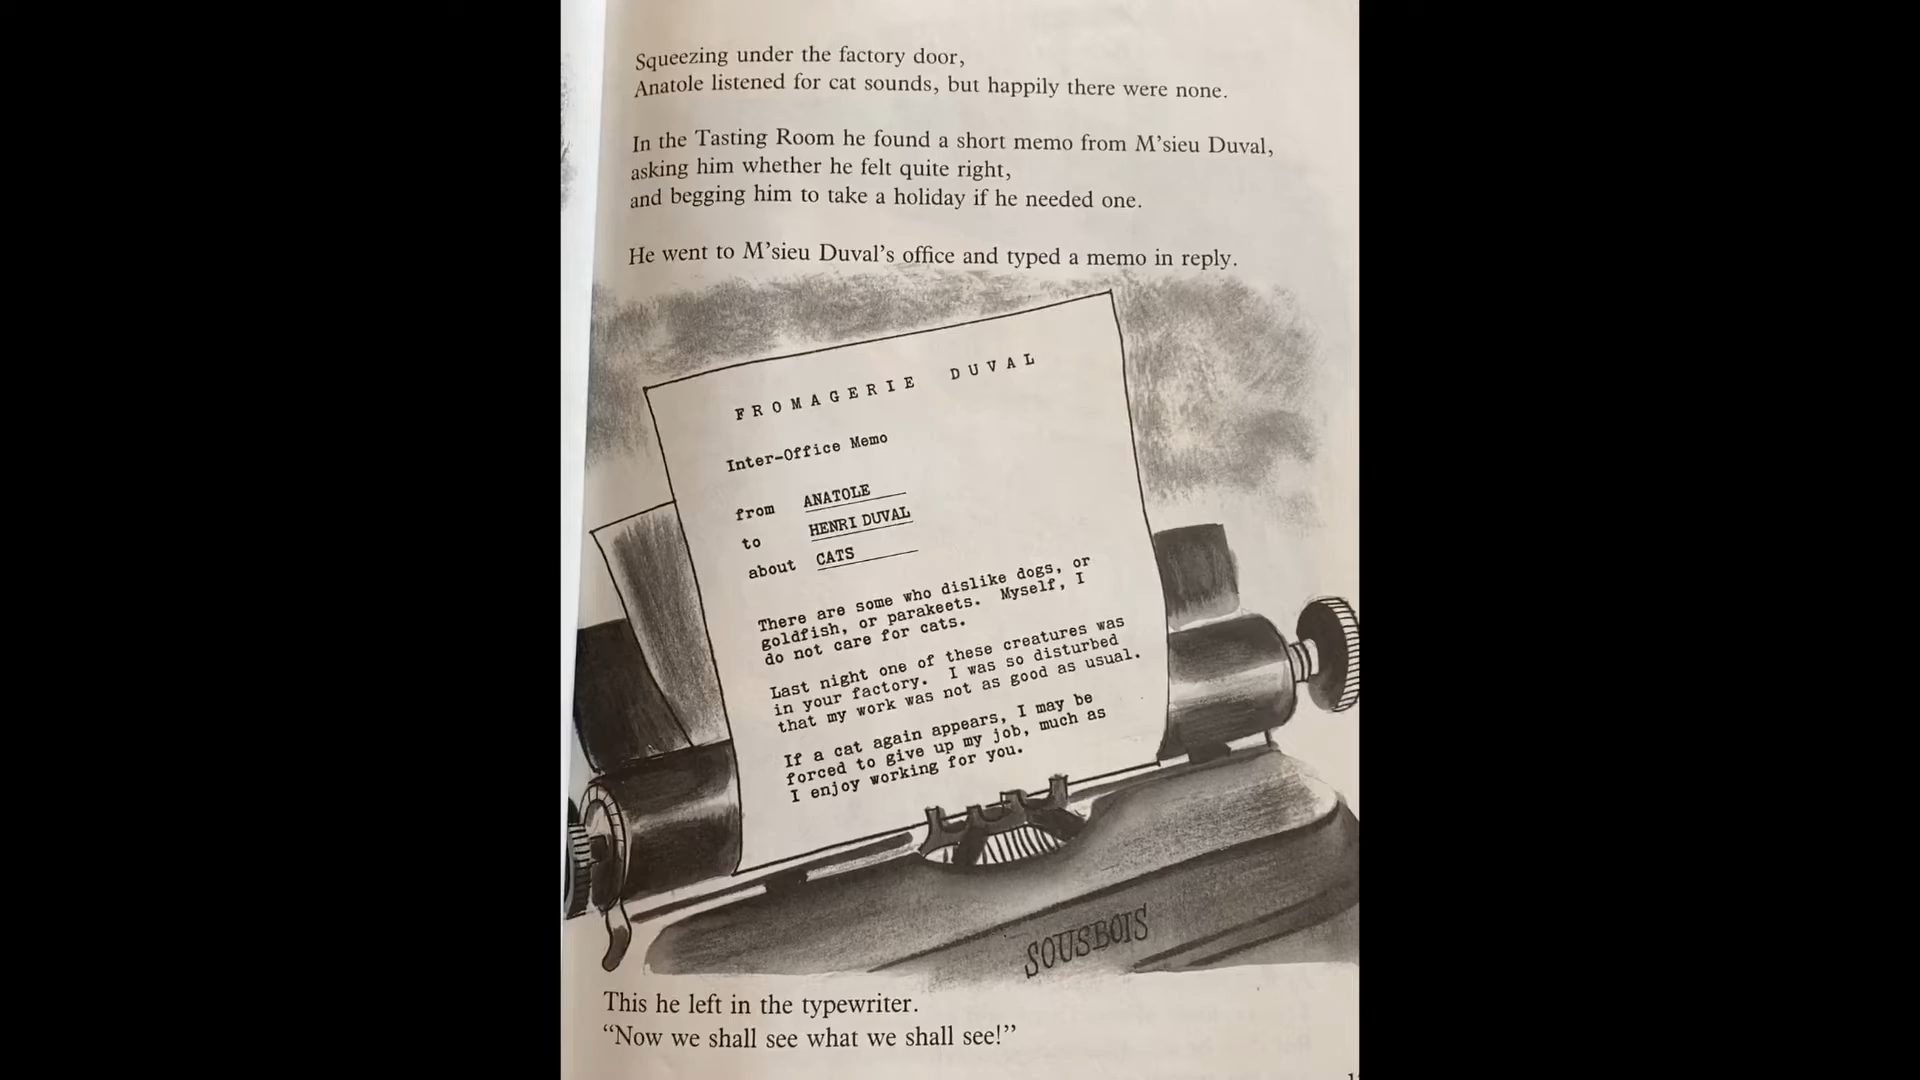 Squeezing under the factory door,
Anatole listened for cat sounds, but happily there were none.
In the Tasting Room he found a short memo from M'sieu Duval,
asking him whether he felt quite right,
and begging him to take a holiday if he needed one.
He went to M'sieu Duval's office and typed a memo in reply.
FROMAGERIE DUVAL
Inter-Office Memo
from ANATOLE
to HENRI DUVAL
about CATS
There are some who dislike dogs, or
goldfish, or parakeets. Myself, I
do not care for cats.
Last night one of these creatures was
in your factory. I was so disturbed
that my work was not as good as usual.
If a cat again appears, I may be
forced to give up my job, much as
I enjoy working for you.
SOUSBOIS
This he left in the typewriter.
“Now we shall see what we shall see!”